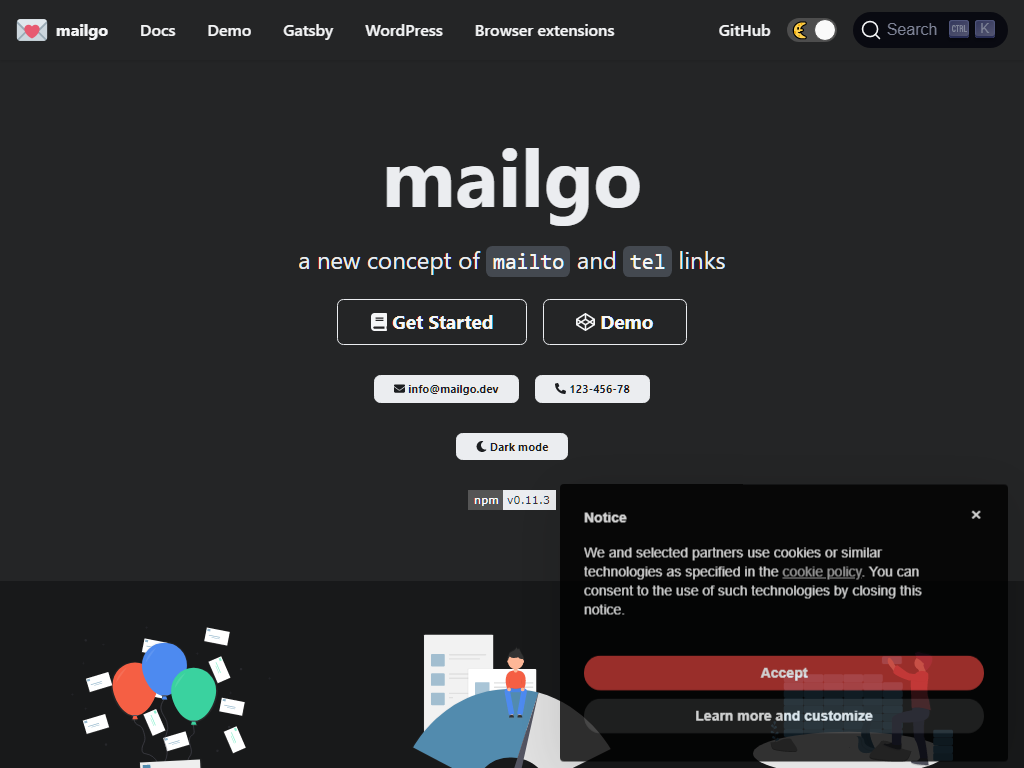 mailgo Docs Demo Gatsby WordPress Browser extensions GitHub Search CTRL K
mailgo
a new concept of mailto and tel links
Get Started Demo
info@mailgo.dev 123-456-78
Dark mode
npm v0.11.3
Notice ×
We and selected partners use cookies or similar
technologies as specified in the cookie policy. You can
consent to the use of such technologies by closing this
notice.
Accept
Learn more and customize